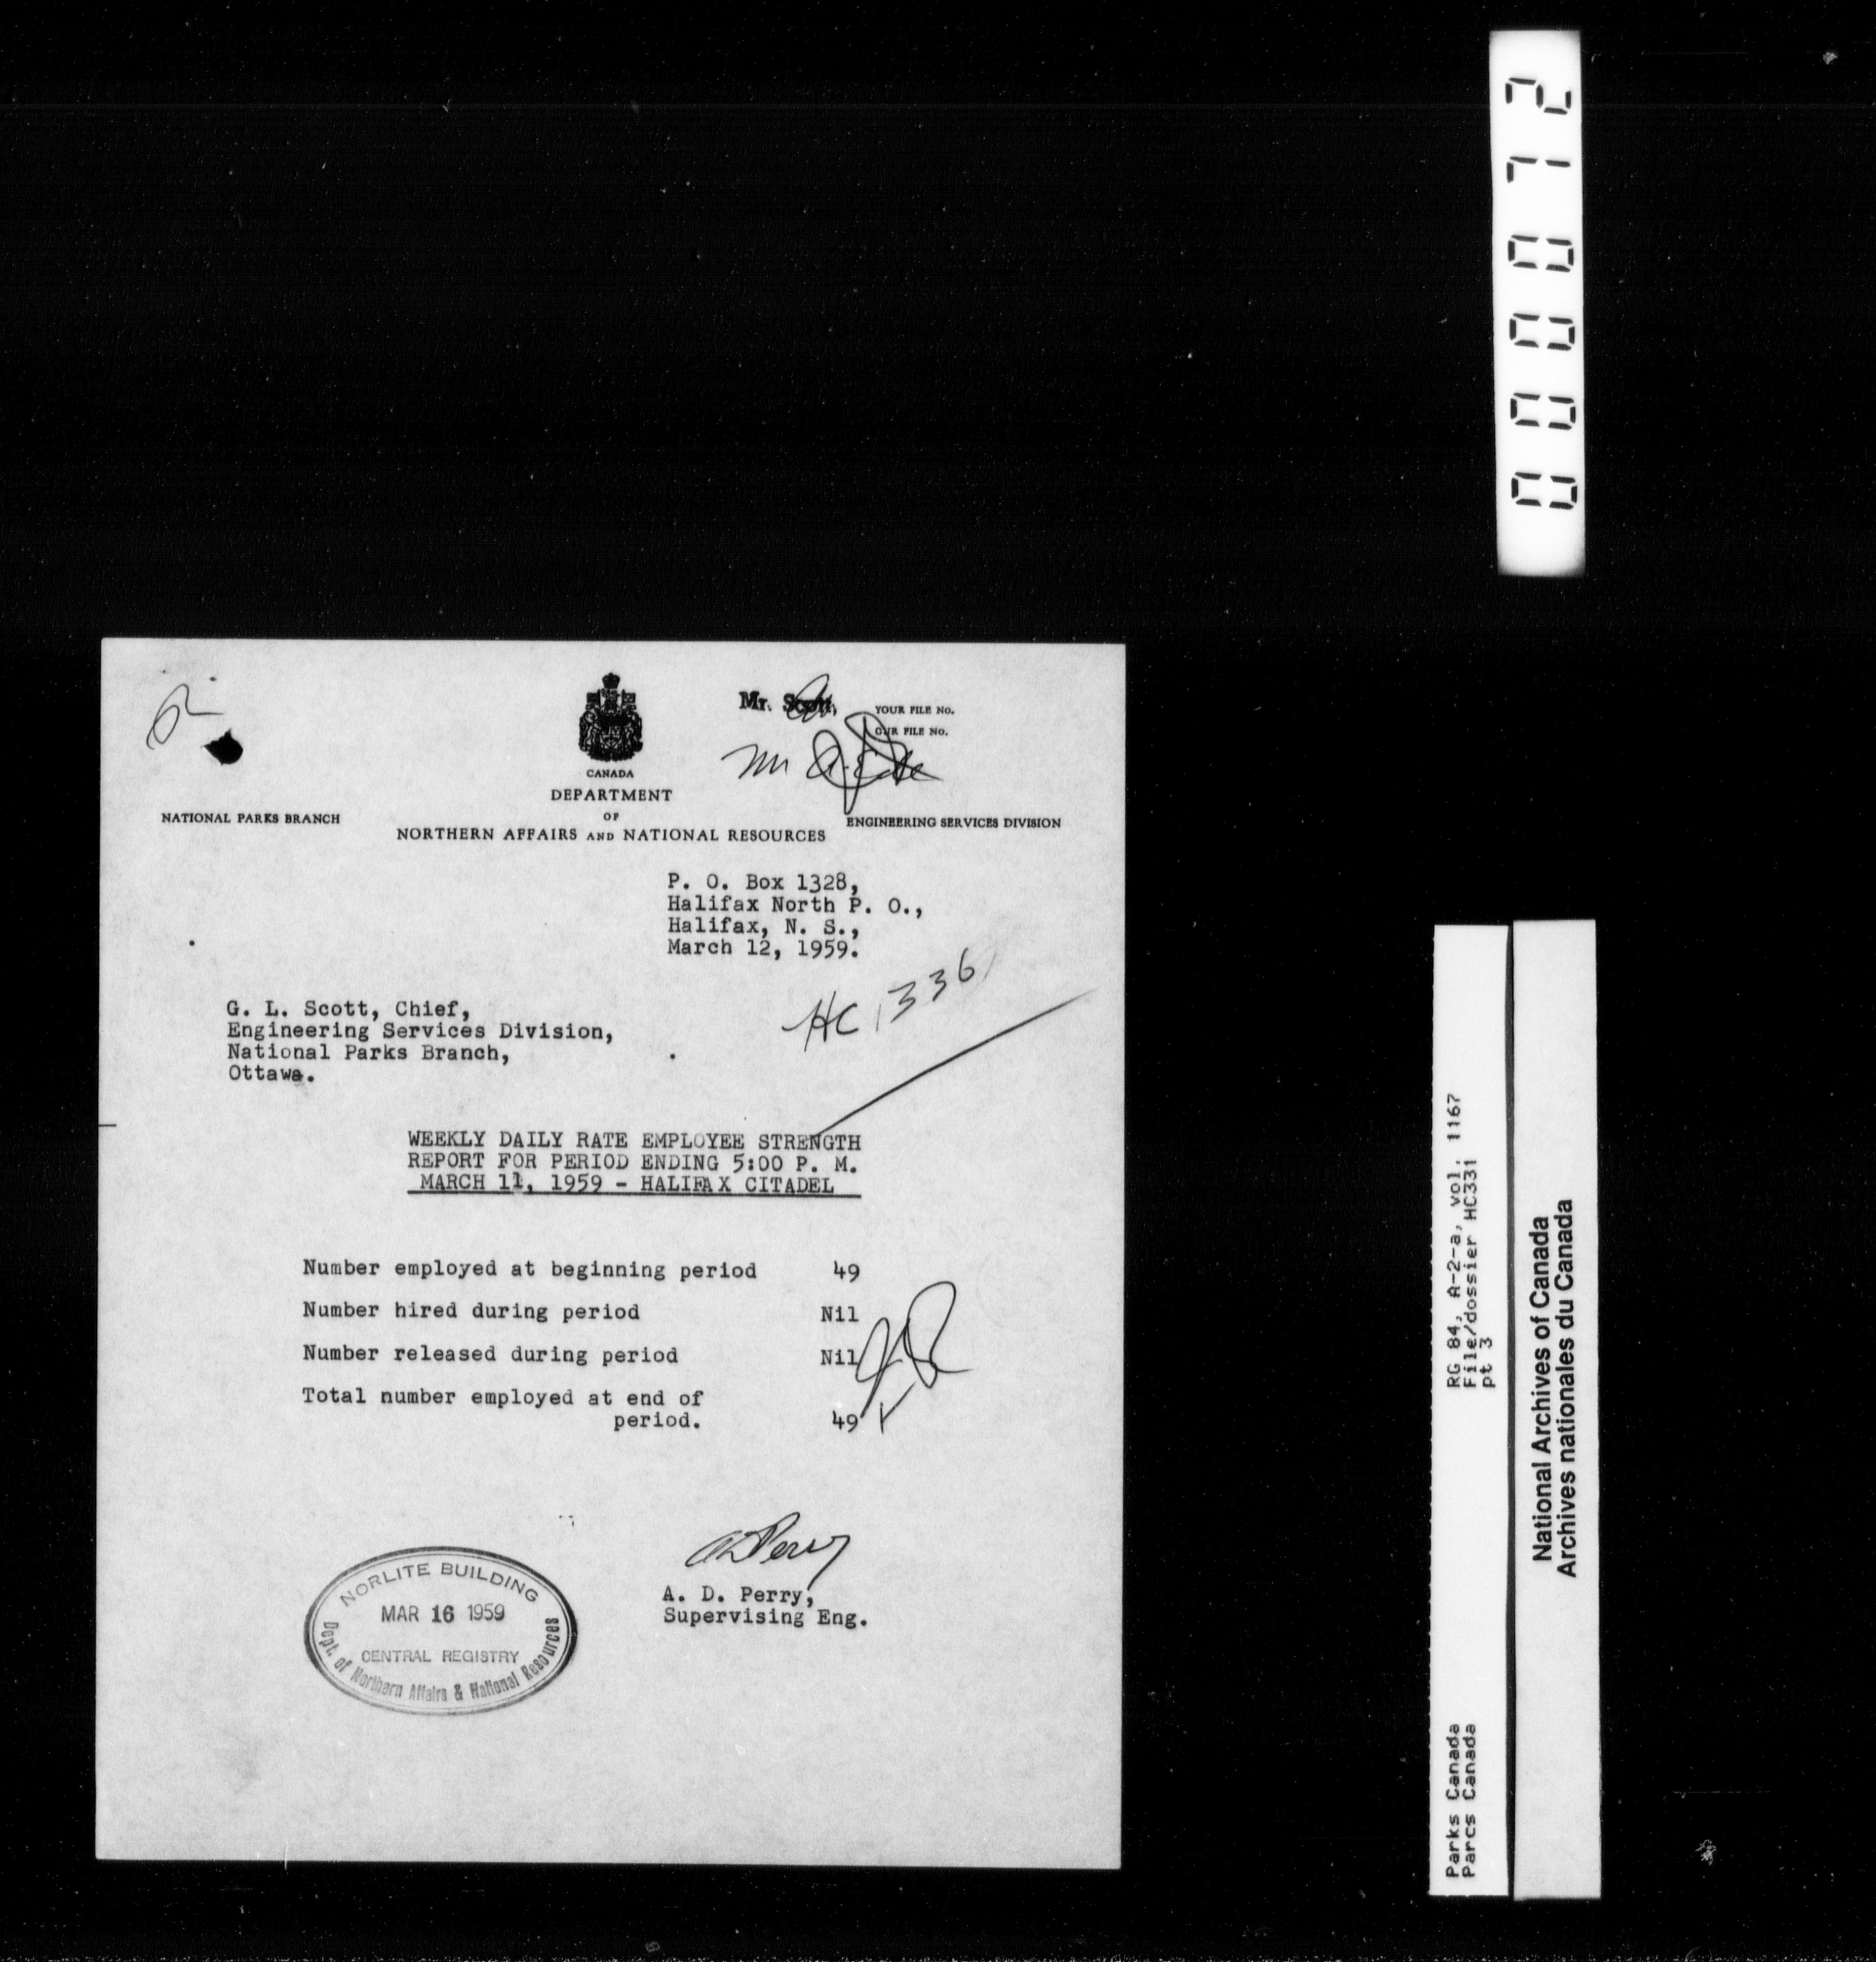 000072
Mr. Scott,
YOUR FILE No.
OUR FILE No.
Mr
CANADA
DEPARTMENT
OF
NORTHERN AFFAIRS AND NATIONAL RESOURCES
NATIONAL PARKS BRANCH
ENGINEERING SERVICES DIVISION
P. O. Box 1328,
Halifax North P. O.,
Halifax, N. S.,
March 12, 1959.
HC 336
G. L. Scott, Chief,
Engineering Services Division,
National Parks Branch,
Ottawa.
WEEKLY DAILY RATE EMPLOYEE STRENGTH
REPORT FOR PERIOD ENDING 5:00 P. M.
MARCH 11, 1959 - HALIFAX CITADEL
Number employed at beginning period 49
Number hired during period Nil
Number released during period Nil
Total number employed at end of
period. 49
A D Perry
A. D. Perry,
Supervising Eng.
NORLITE BUILDING
MAR 16 1959
CENTRAL REGISTRY
Dept. of Northern Affairs & National Resources
RG 84, A-2-a, vol. 1167
File/dossier HC331
pt 3
Parks Canada
Parcs Canada
National Archives of Canada
Archives nationales du Canada